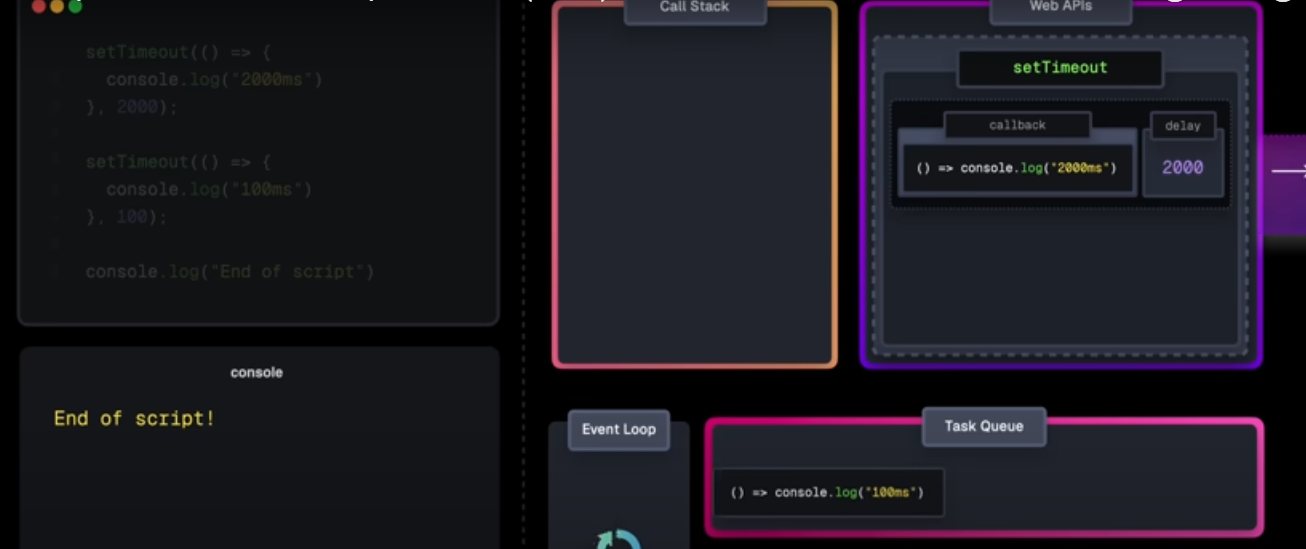 setTimeout(() => {
console.log("2000ms")
}, 2000);
setTimeout(() => {
console.log("100ms")
}, 100);
console.log("End of script")
console
End of script!
Call Stack
Web APIs
setTimeout
callback
delay
() => console.log("2000ms")
2000
Event Loop
Task Queue
() => console.log("100ms")